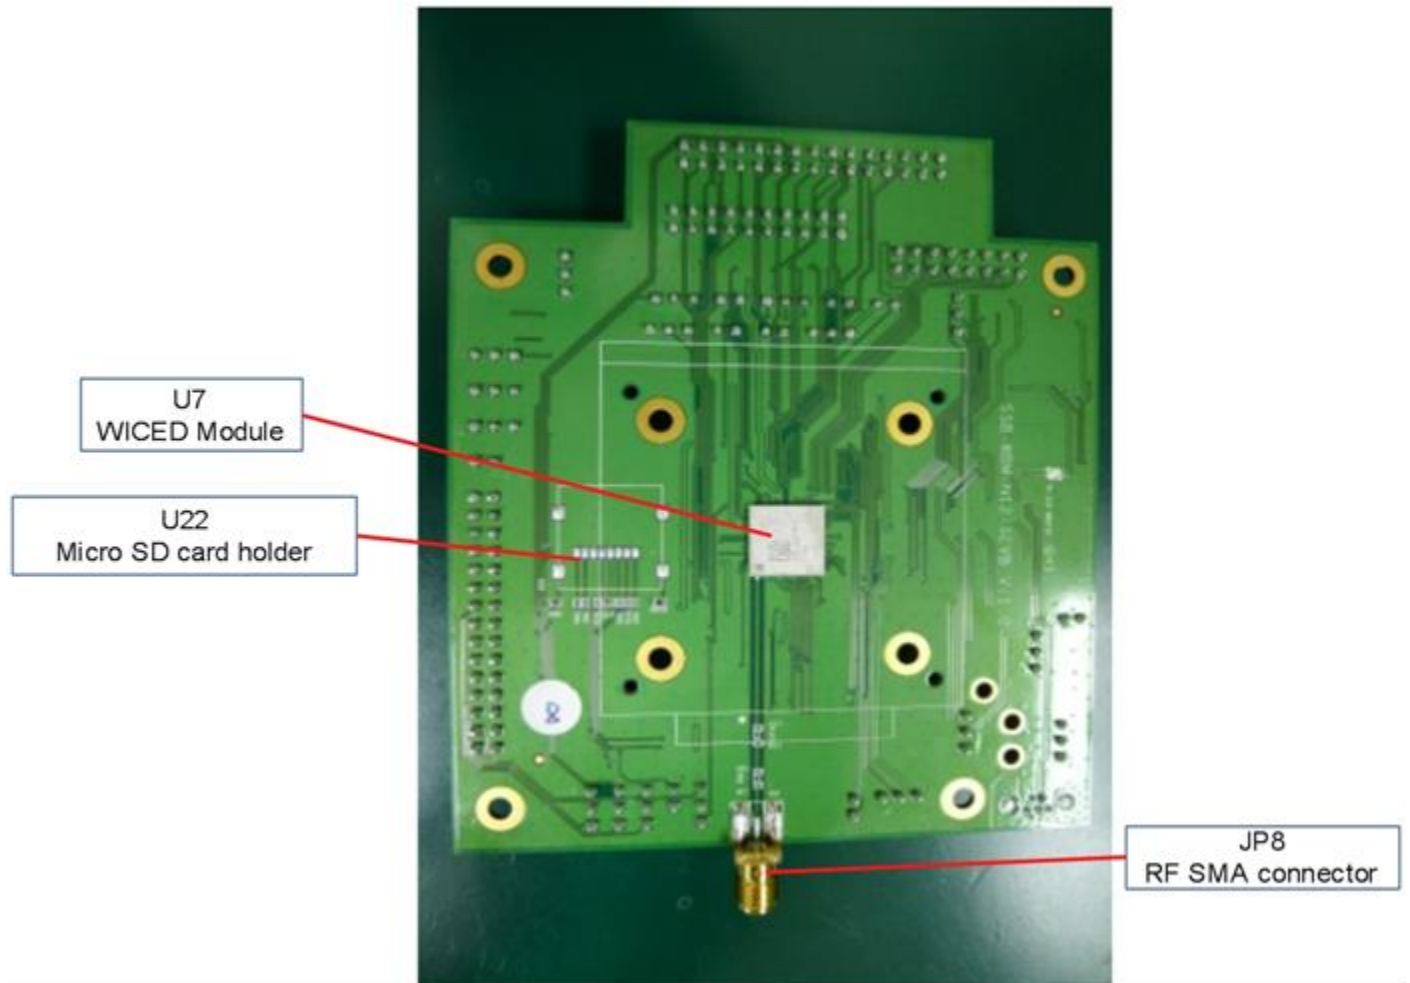 U7
WICED Module
U22
Micro SD card holder
JP8
RF SMA connector